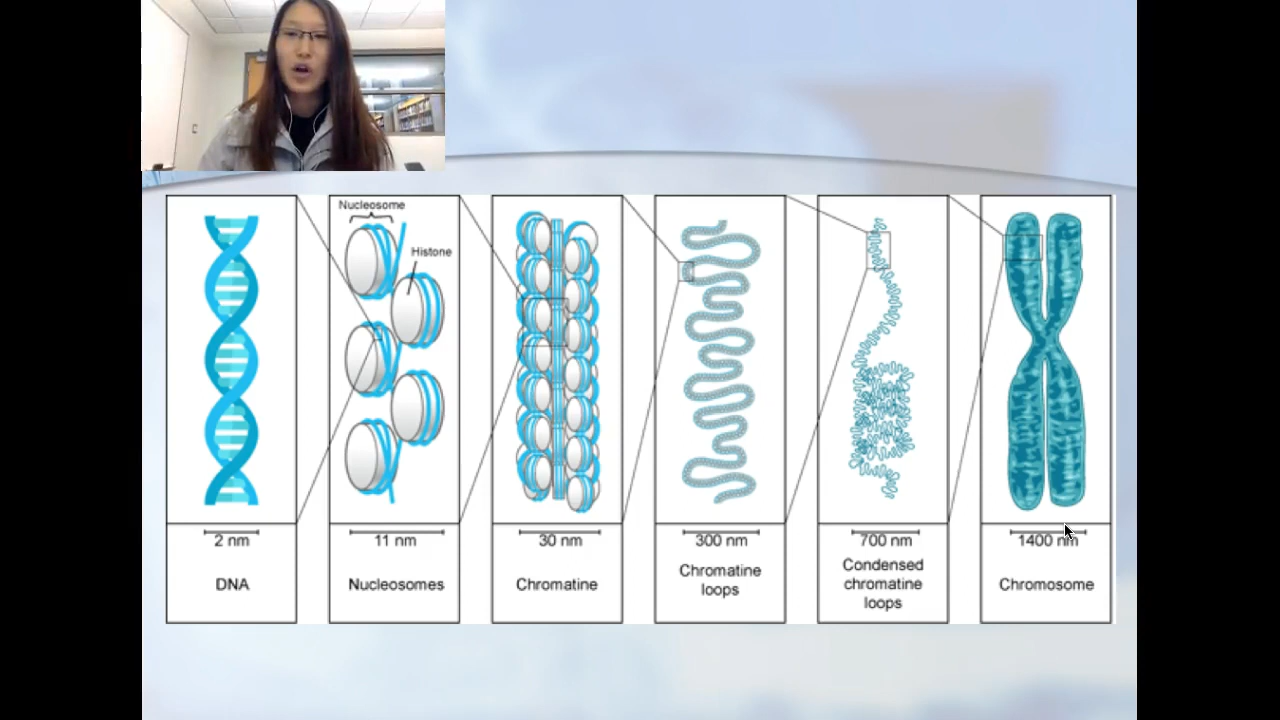 Nucleosome
Histone
2 nm
11 nm
30 nm
300 nm
700 nm
1400 nm
DNA
Nucleosomes
Chromatine
Chromatine
loops
Condensed
chromatine
loops
Chromosome